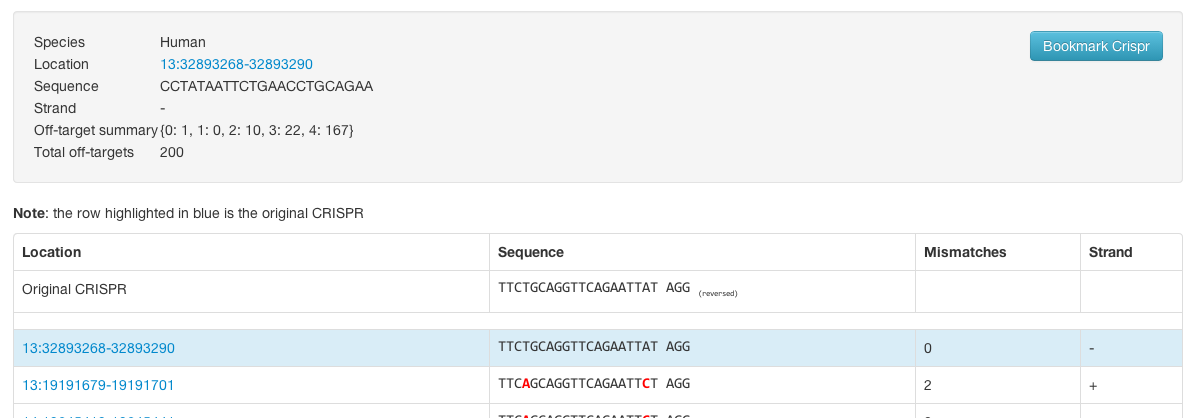 Species Human
Bookmark Crispr
Location 13:32893268-32893290
Sequence CCTATAATTCTGAACCTGCAGAA
Strand -
Off-target summary {0: 1, 1: 0, 2: 10, 3: 22, 4: 167}
Total off-targets 200
Note: the row highlighted in blue is the original CRISPR
Location Sequence Mismatches Strand
Original CRISPR TTCTGCAGGTTCAGAATTAT AGG (reversed)
13:32893268-32893290 TTCTGCAGGTTCAGAATTAT AGG 0 -
13:19191679-19191701 TTCAGCAGGTTCAGAATTCT AGG 2 +